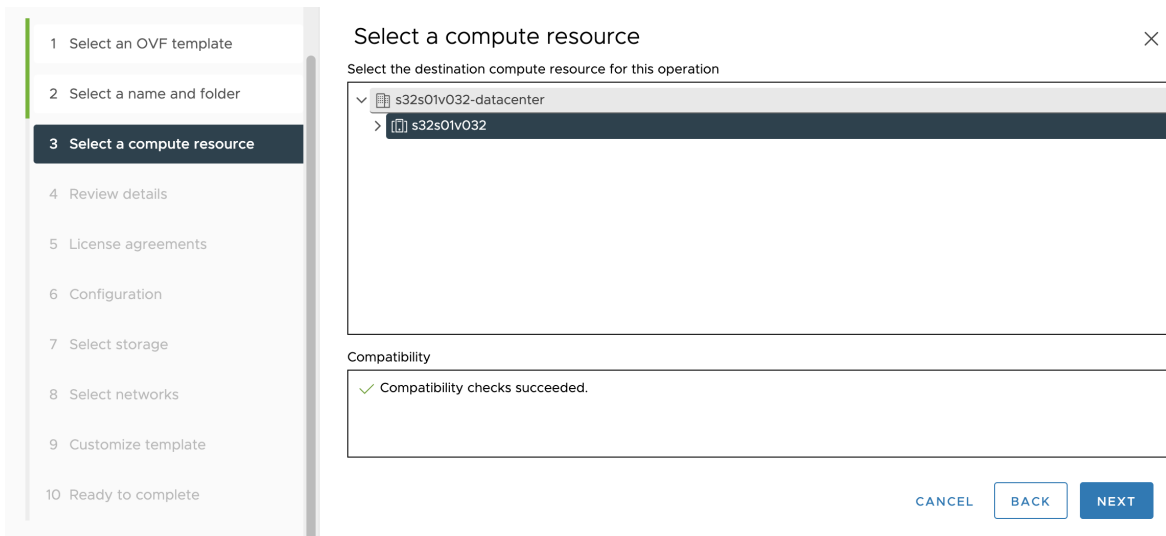 1 Select an OVF template
2 Select a name and folder
3 Select a compute resource
4 Review details
5 License agreements
6 Configuration
7 Select storage
8 Select networks
9 Customize template
10 Ready to complete
Select a compute resource
Select the destination compute resource for this operation
s32s01v032-datacenter
s32s01v032
Compatibility
Compatibility checks succeeded.
CANCEL BACK NEXT